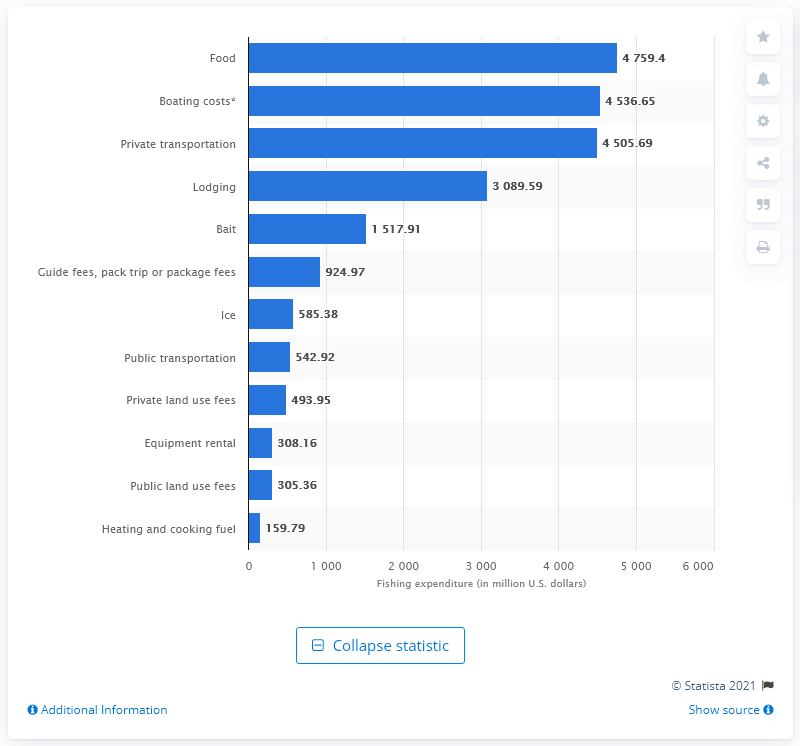 Food 4 759.4
Boating costs* 4 536.65
Private transportation 4 505.69
Lodging 3 089.59
Bait 1 517.91
Guide fees, pack trip or package fees 924.97
Ice 585.38
Public transportation 542.92
Private land use fees 493.95
Equipment rental 308.16
Public land use fees 305.36
Heating and cooking fuel 159.79
0 1 000 2 000 3 000 4 000 5 000 6 000
Fishing expenditure (in million U.S. dollars)
Collapse statistic
© Statista 2021
Additional Information Show source